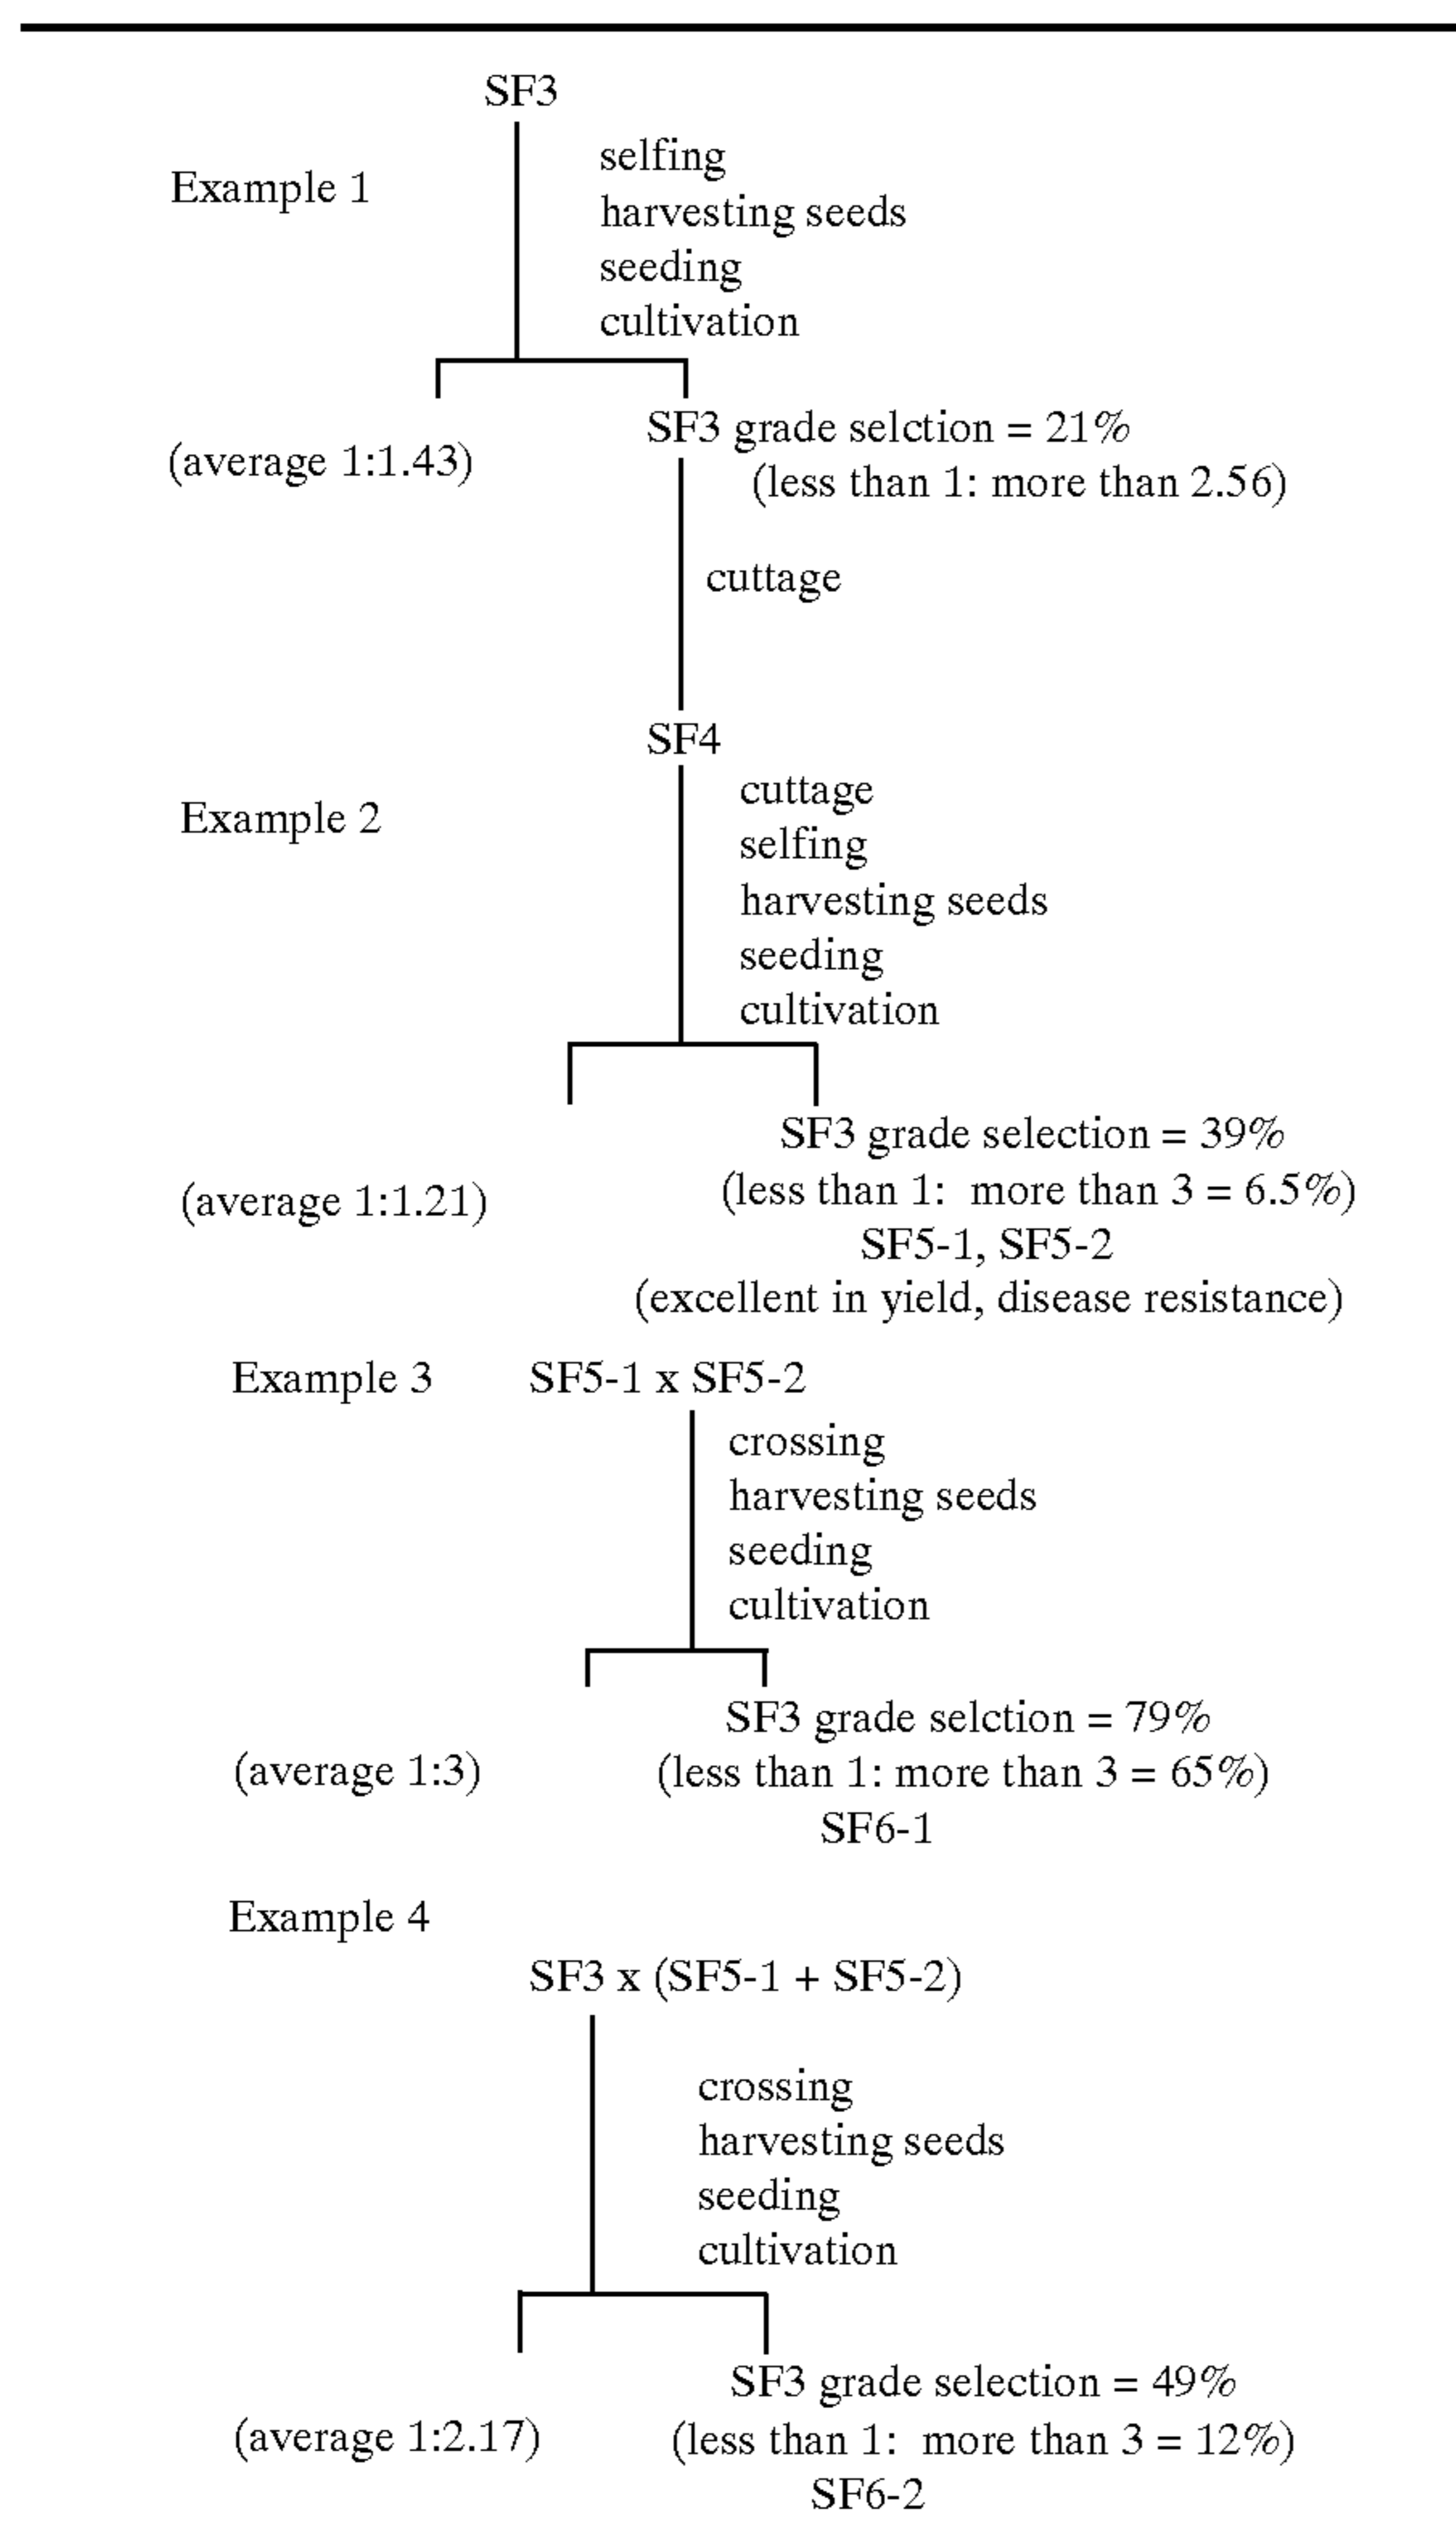 SF3
Example 1
selfing
harvesting seeds
seeding
cultivation
(average 1:1.43)
SF3 grade selction = 21%
(less than 1: more than 2.56)
cuttage
SF4
Example 2
cuttage
selfing
harvesting seeds
seeding
cultivation
(average 1:1.21)
SF3 grade selection = 39%
(less than 1: more than 3 = 6.5%)
SF5-1, SF5-2
(excellent in yield, disease resistance)
Example 3 SF5-1 x SF5-2
crossing
harvesting seeds
seeding
cultivation
(average 1:3)
SF3 grade selction = 79%
(less than 1: more than 3 = 65%)
SF6-1
Example 4
SF3 x (SF5-1 + SF5-2)
crossing
harvesting seeds
seeding
cultivation
(average 1:2.17)
SF3 grade selection = 49%
(less than 1: more than 3 = 12%)
SF6-2